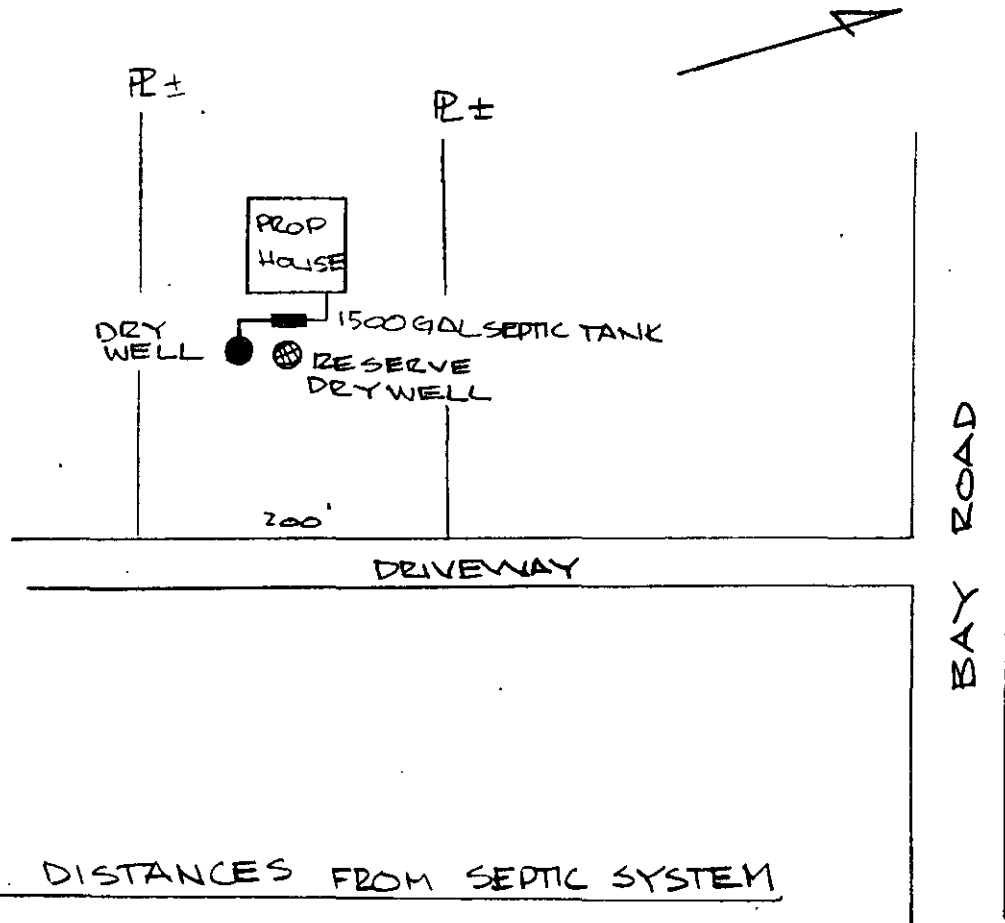 PL ±
PL ±
PROP
HOUSE
1500 GAL SEPTIC TANK
DRY
WELL
RESERVE
DRYWELL
200'
DRIVEWAY
BAY ROAD
DISTANCES FROM SEPTIC SYSTEM